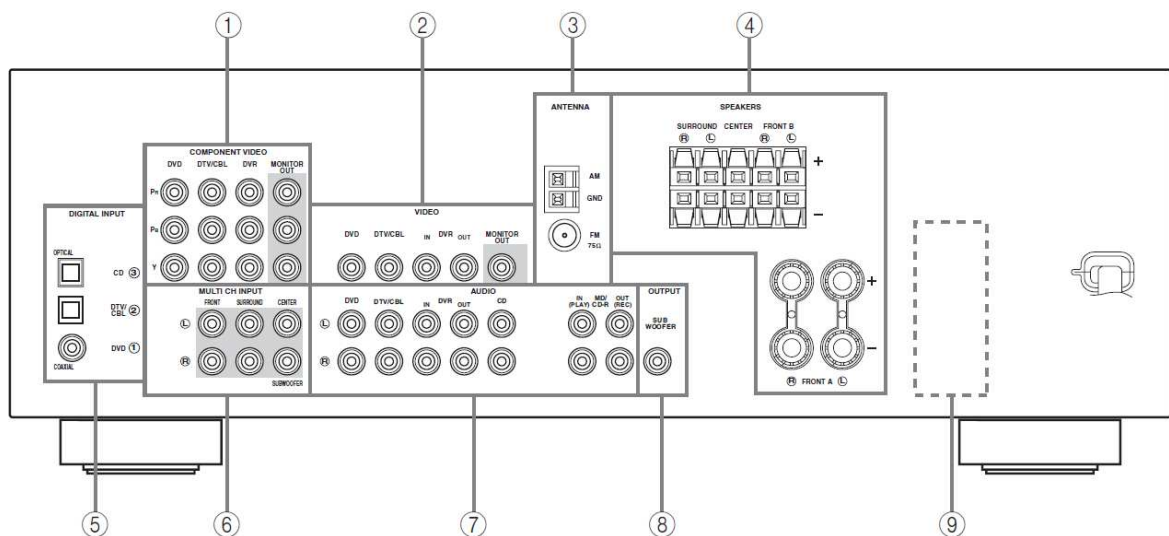 ① ② ③ ④
ANTENNA
SPEAKERS
SURROUND CENTER FRONT B
R L R L
+
AM
GND
−
COMPONENT VIDEO
DVD DTV/CBL DVR MONITOR OUT
PR
PB
Y
DIGITAL INPUT
OPTICAL
CD ③
DTV/CBL ②
DVD ①
COAXIAL
VIDEO
DVD DTV/CBL IN DVR OUT MONITOR OUT
FM
75Ω
MULTI CH INPUT
FRONT SURROUND CENTER
L
R
SUBWOOFER
AUDIO
DVD DTV/CBL IN DVR OUT CD IN (PLAY) MD/CD-R OUT (REC)
L
R
OUTPUT
SUB
WOOFER
+
−
R FRONT A L
⑤ ⑥ ⑦ ⑧ ⑨